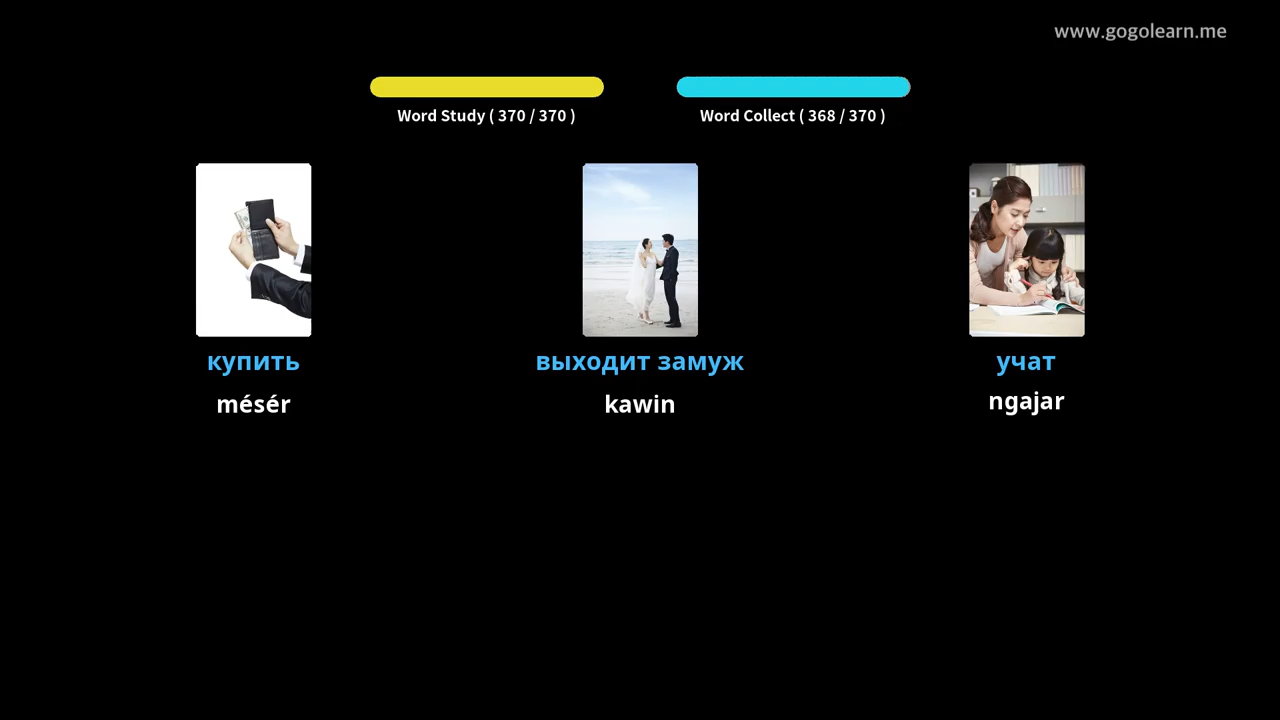 www.gogolearn.me
Word Study ( 370 / 370 )
Word Collect ( 368 / 370 )
купить
выходит замуж
учат
mésér
kawin
ngajar